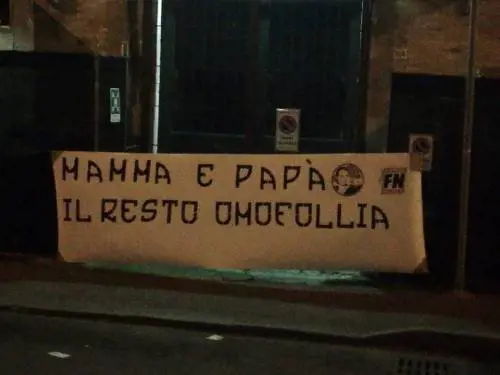 MAMMA E PAPÀ
FN
IL RESTO OMOFOLLIA